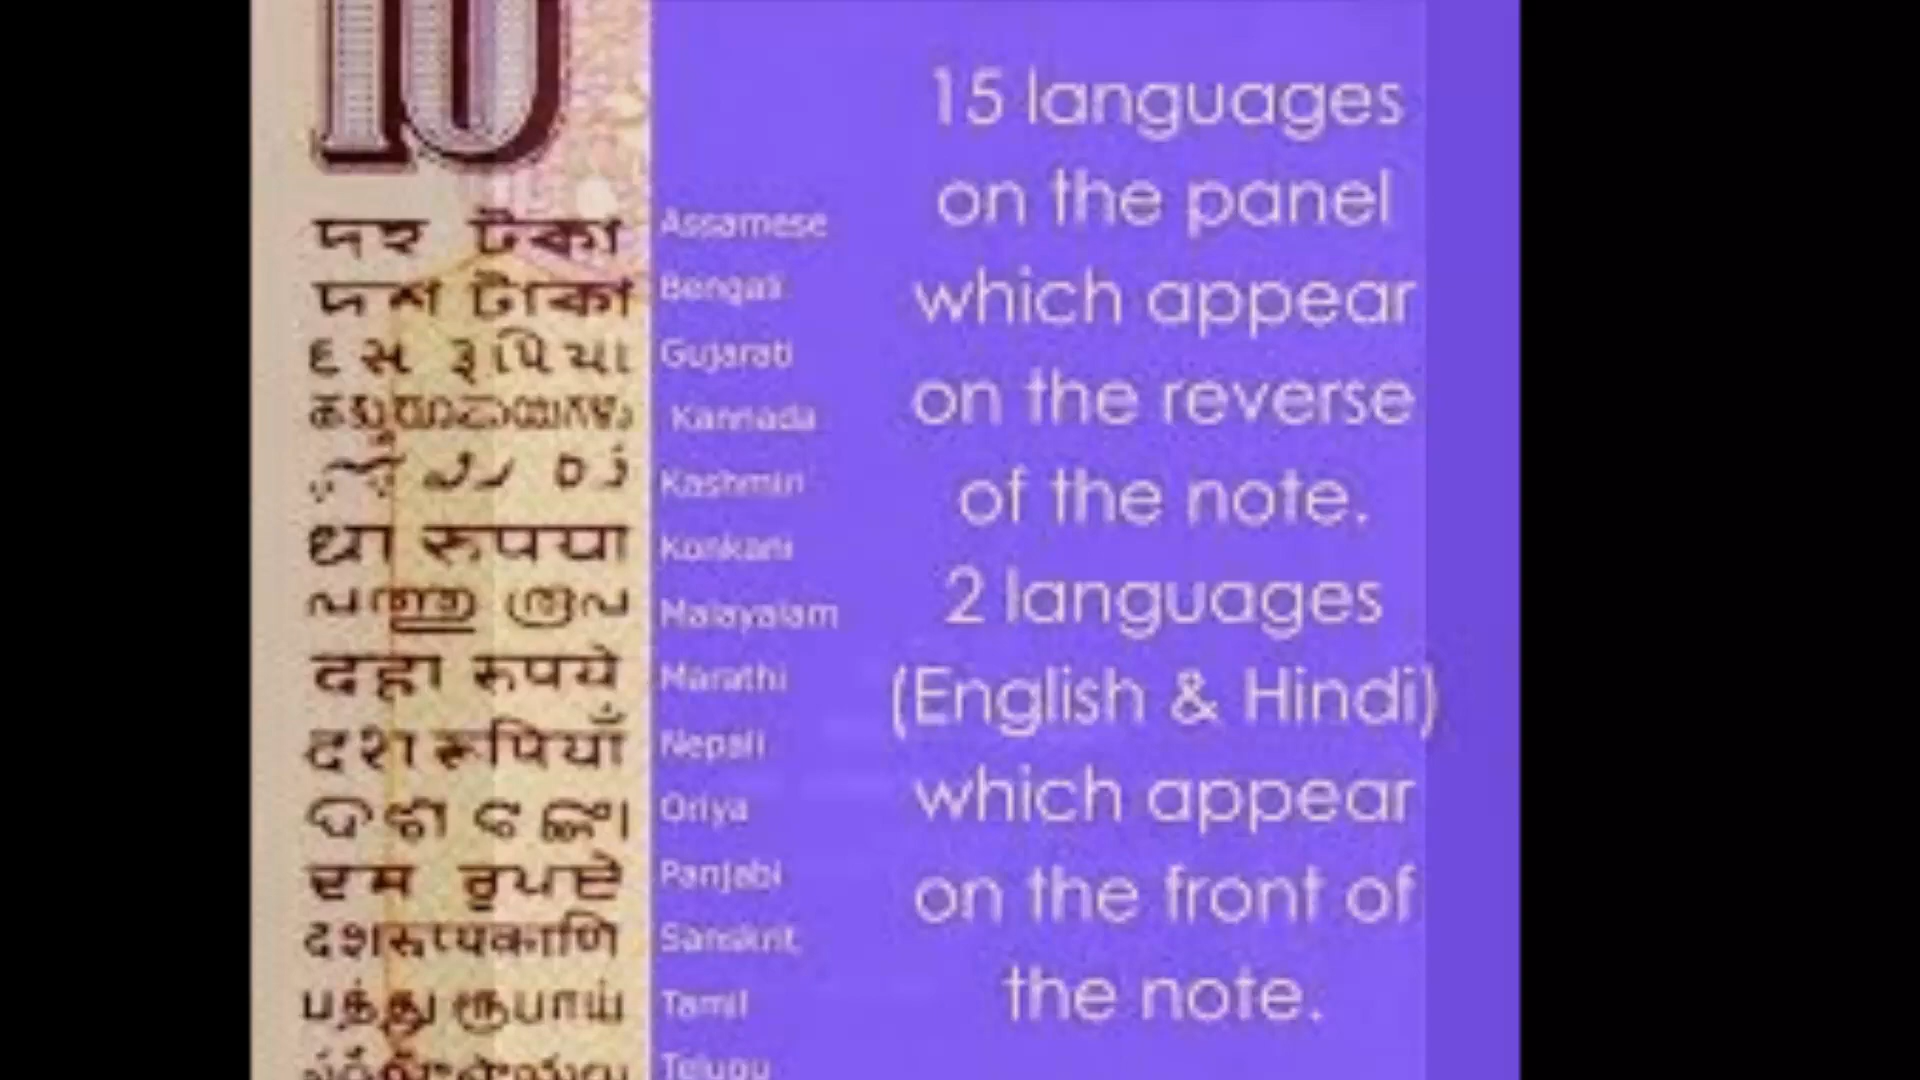 10
দহ টকা Assamese
দশ টাকা Bengali
દસ રૂપિયા Gujarati
ಹತ್ತು ರೂಪಾಯಿಗಳು Kannada
Kashmiri
धा रुपया Konkani
പത്തു രൂപ Malayalam
दहा रुपये Marathi
दश रूपियाँ Nepali
ଦଶ ଟଙ୍କା Oriya
ਦਸ ਰੁਪਏ Panjabi
दशरूप्यकाणि Sanskrit
பத்து ரூபாய் Tamil
Telugu
15 languages
on the panel
which appear
on the reverse
of the note.
2 languages
(English & Hindi)
which appear
on the front of
the note.